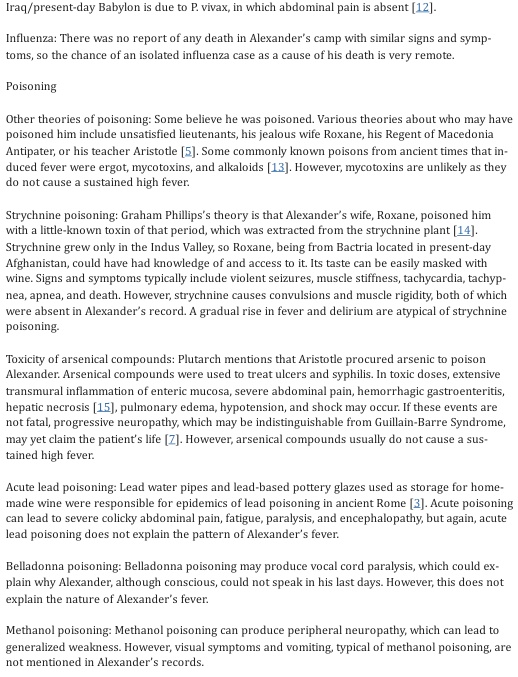 Iraq/present-day Babylon is due to P. vivax, in which abdominal pain is absent [12].
Influenza: There was no report of any death in Alexander's camp with similar signs and symp-
toms, so the chance of an isolated influenza case as a cause of his death is very remote.
Poisoning
Other theories of poisoning: Some believe he was poisoned. Various theories about who may have
poisoned him include unsatisfied lieutenants, his jealous wife Roxane, his Regent of Macedonia
Antipater, or his teacher Aristotle [5]. Some commonly known poisons from ancient times that in-
duced fever were ergot, mycotoxins, and alkaloids [13]. However, mycotoxins are unlikely as they
do not cause a sustained high fever.
Strychnine poisoning: Graham Phillips's theory is that Alexander's wife, Roxane, poisoned him
with a little-known toxin of that period, which was extracted from the strychnine plant [14].
Strychnine grew only in the Indus Valley, so Roxane, being from Bactria located in present-day
Afghanistan, could have had knowledge of and access to it. Its taste can be easily masked with
wine. Signs and symptoms typically include violent seizures, muscle stiffness, tachycardia, tachyp-
nea, apnea, and death. However, strychnine causes convulsions and muscle rigidity, both of which
were absent in Alexander's record. A gradual rise in fever and delirium are atypical of strychnine
poisoning.
Toxicity of arsenical compounds: Plutarch mentions that Aristotle procured arsenic to poison
Alexander. Arsenical compounds were used to treat ulcers and syphilis. In toxic doses, extensive
transmural inflammation of enteric mucosa, severe abdominal pain, hemorrhagic gastroenteritis,
hepatic necrosis [15], pulmonary edema, hypotension, and shock may occur. If these events are
not fatal, progressive neuropathy, which may be indistinguishable from Guillain-Barre Syndrome,
may yet claim the patient's life [7]. However, arsenical compounds usually do not cause a sus-
tained high fever.
Acute lead poisoning: Lead water pipes and lead-based pottery glazes used as storage for home-
made wine were responsible for epidemics of lead poisoning in ancient Rome [3]. Acute poisoning
can lead to severe colicky abdominal pain, fatigue, paralysis, and encephalopathy, but again, acute
lead poisoning does not explain the pattern of Alexander's fever.
Belladonna poisoning: Belladonna poisoning may produce vocal cord paralysis, which could ex-
plain why Alexander, although conscious, could not speak in his last days. However, this does not
explain the nature of Alexander's fever.
Methanol poisoning: Methanol poisoning can produce peripheral neuropathy, which can lead to
generalized weakness. However, visual symptoms and vomiting, typical of methanol poisoning, are
not mentioned in Alexander's records.